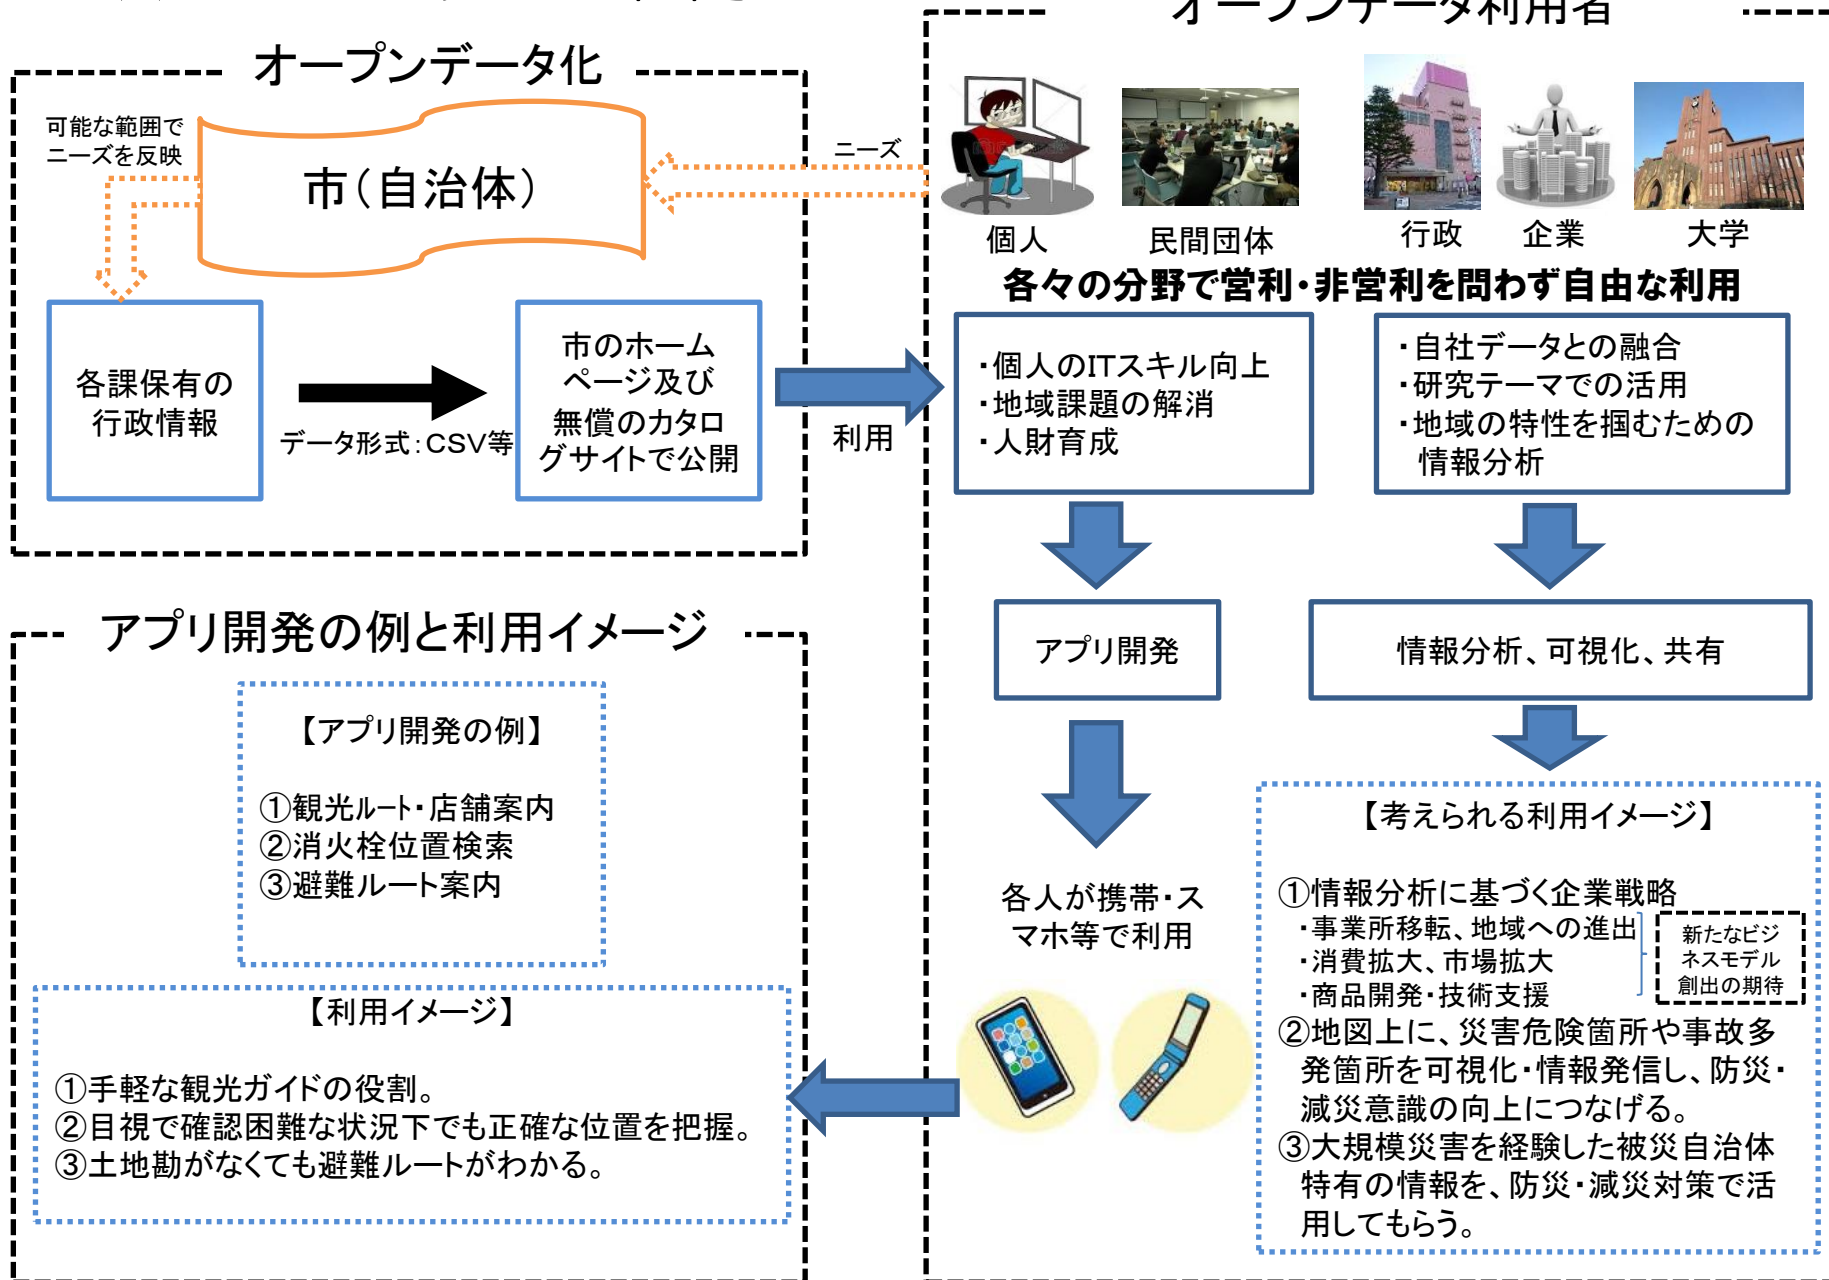 オープンデータ化
可能な範囲で
ニーズを反映
市(自治体)
ニーズ
各課保有の
行政情報
データ形式:CSV等
市のホーム
ページ及び
無償のカタロ
グサイトで公開
利用
オープンデータ利用者
個人
民間団体
行政
企業
大学
各々の分野で営利・非営利を問わず自由な利用
・個人のITスキル向上
・地域課題の解消
・人財育成
・自社データとの融合
・研究テーマでの活用
・地域の特性を掴むための
情報分析
アプリ開発
情報分析、可視化、共有
各人が携帯・ス
マホ等で利用
【考えられる利用イメージ】
①情報分析に基づく企業戦略
・事業所移転、地域への進出
・消費拡大、市場拡大
・商品開発・技術支援
新たなビジ
ネスモデル
創出の期待
②地図上に、災害危険箇所や事故多
発箇所を可視化・情報発信し、防災・
減災意識の向上につなげる。
③大規模災害を経験した被災自治体
特有の情報を、防災・減災対策で活
用してもらう。
アプリ開発の例と利用イメージ
【アプリ開発の例】
①観光ルート・店舗案内
②消火栓位置検索
③避難ルート案内
【利用イメージ】
①手軽な観光ガイドの役割。
②目視で確認困難な状況下でも正確な位置を把握。
③土地勘がなくても避難ルートがわかる。